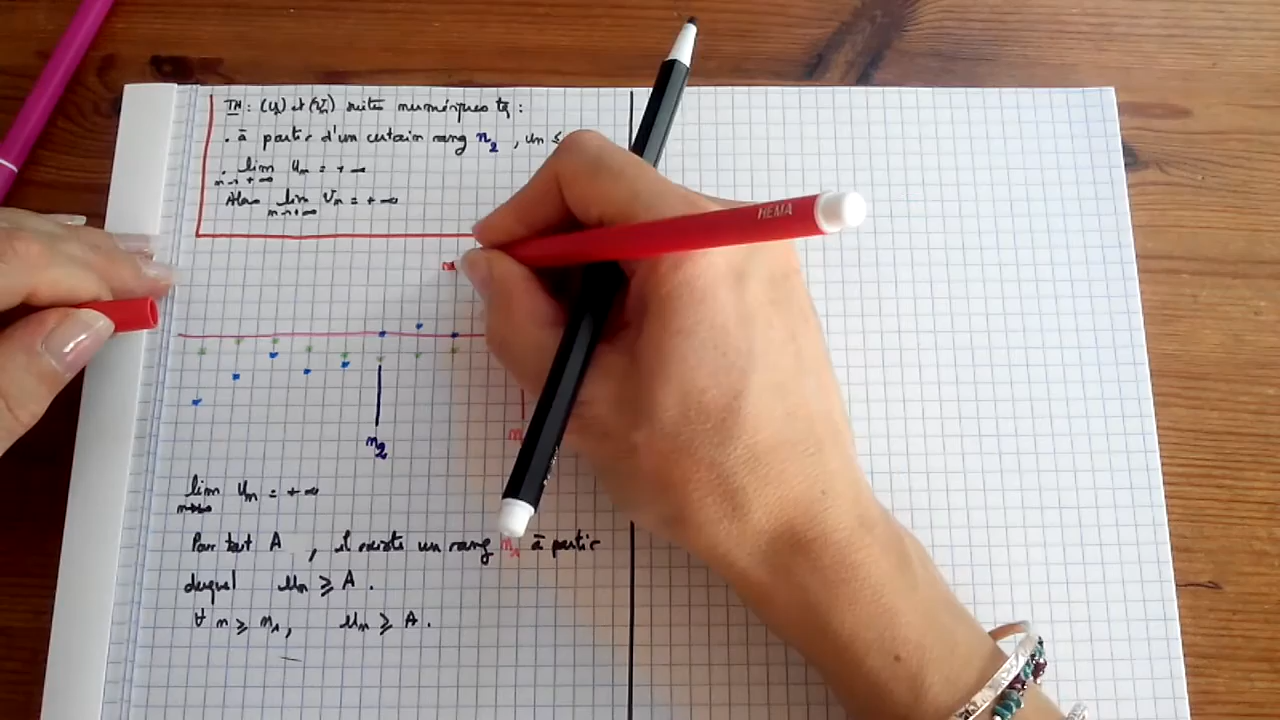 TH : (Un) et (Vn) suites numériques tq :
. à partir d'un certain rang n2 , Un ≤
. lim Un = +∞
n→+∞
Alors lim Vn = +∞
n→+∞
HEMA
n2
lim Un = +∞
n→+∞
Pour tout A , il existe un rang n1 à partir
duquel Un ≥ A .
∀ n ≥ n1, Un ≥ A .